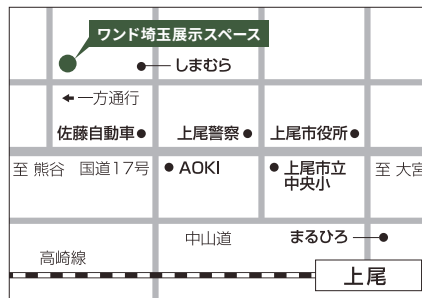 ワンド埼玉展示スペース
しまむら
一方通行
佐藤自動車
上尾警察
上尾市役所
至 熊谷
国道17号
AOKI
上尾市立
中央小
至 大宮
中山道
まるひろ
高崎線
上尾